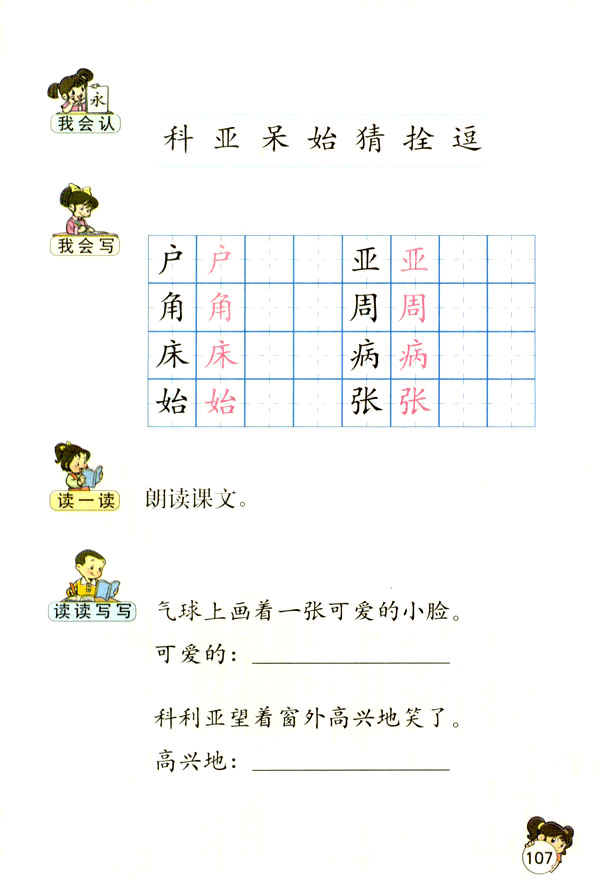 永
我会认
科 亚 呆 始 猜 拴 逗
我会写
户 户 亚 亚
角 角 周 周
床 床 病 病
始 始 张 张
读一读
朗读课文。
读读写写
气球上画着一张可爱的小脸。
可爱的：
科利亚望着窗外高兴地笑了。
高兴地：
107